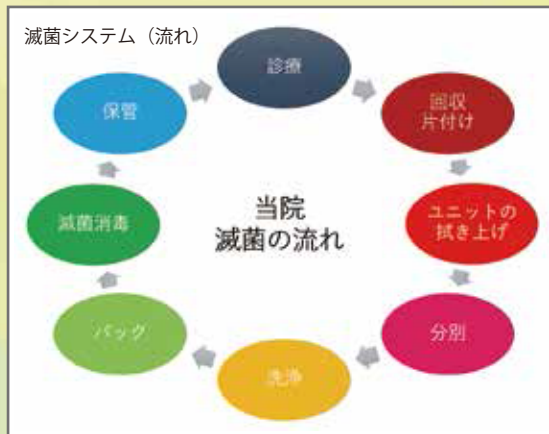 滅菌システム（流れ）
診療
回収
片付け
ユニットの
拭き上げ
分別
洗浄
パック
滅菌消毒
保管
当院
滅菌の流れ